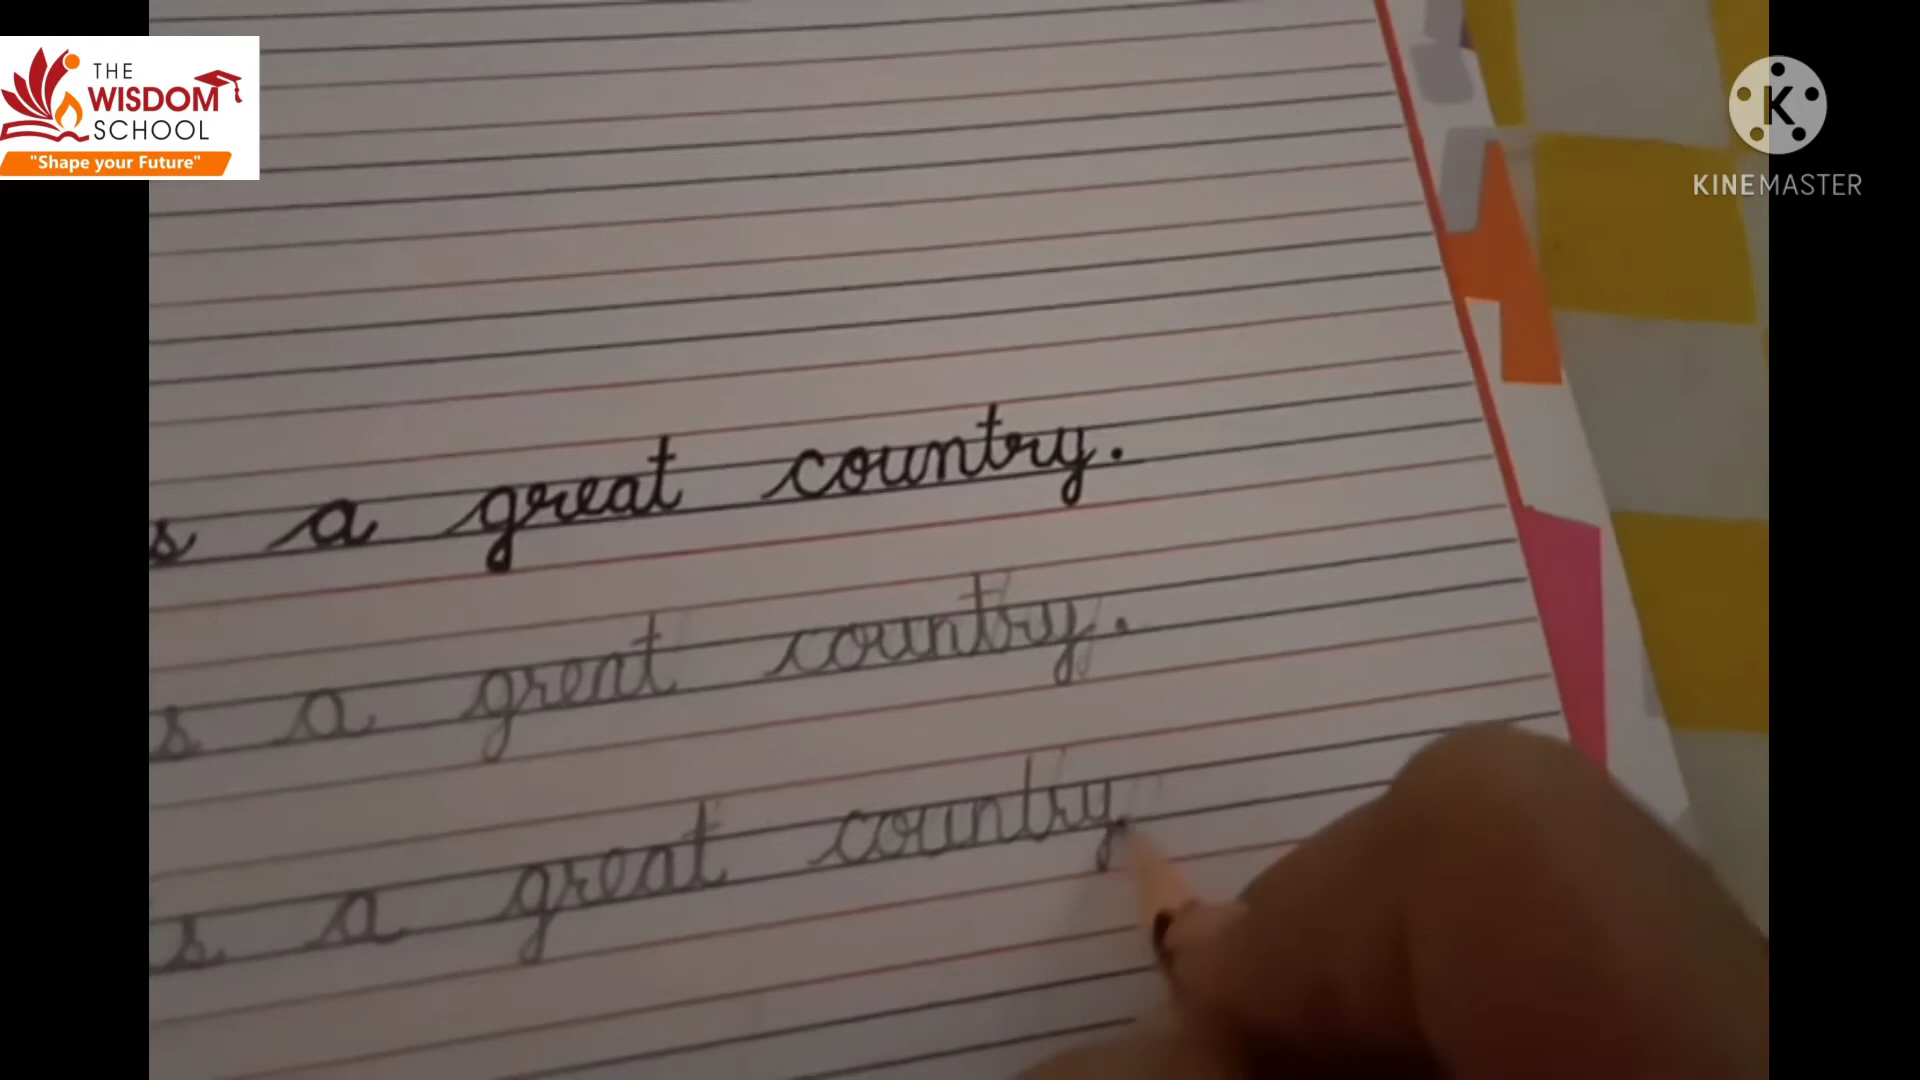 THE
WISDOM
SCHOOL
"Shape your Future"
K
KINEMASTER
s a great country.
s a great country.
s a great country.